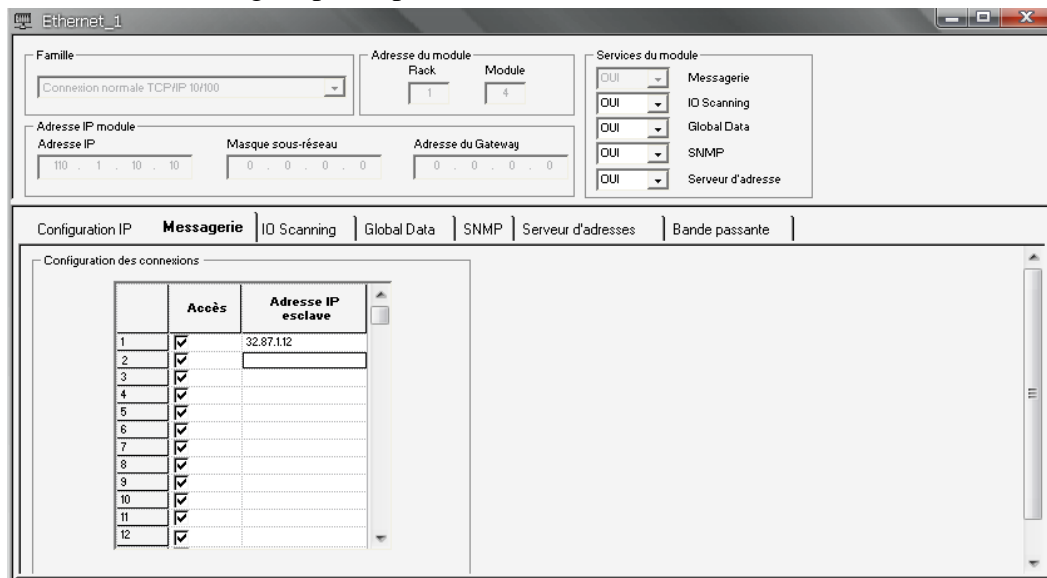 Ethernet_1
Famille
Connexion normale TCP/IP 10/100
Adresse du module
Rack Module
1 4
Services du module
OUI Messagerie
OUI IO Scanning
OUI Global Data
OUI SNMP
OUI Serveur d'adresse
Adresse IP module
Adresse IP Masque sous-réseau Adresse du Gateway
110 . 1 . 10 . 10 0 . 0 . 0 . 0 0 . 0 . 0 . 0
Configuration IP Messagerie IO Scanning Global Data SNMP Serveur d'adresses Bande passante
Configuration des connexions
Accès Adresse IP esclave
1 32.87.1.12
2
3
4
5
6
7
8
9
10
11
12